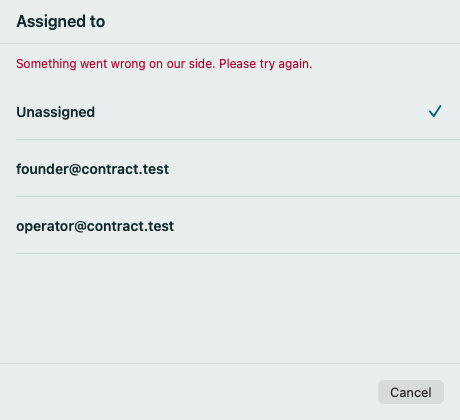 Assigned to
Something went wrong on our side. Please try again.
Unassigned
founder@contract.test
operator@contract.test
Cancel